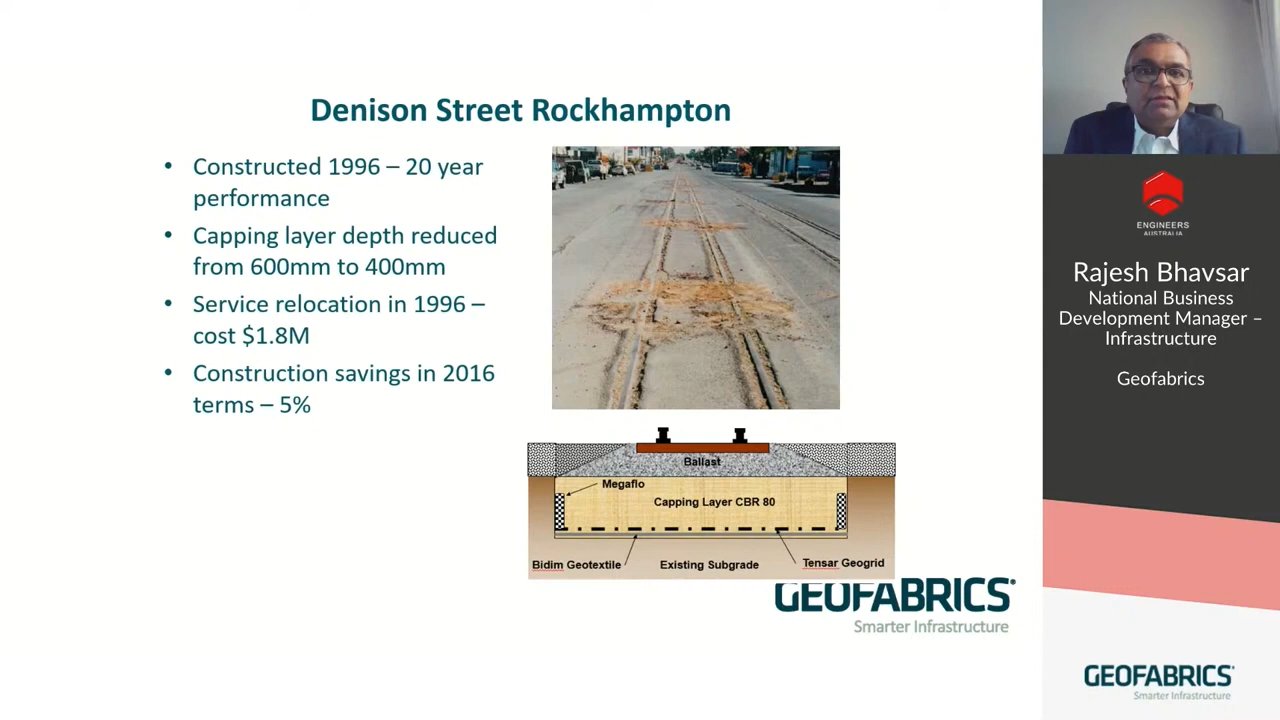 Denison Street Rockhampton
• Constructed 1996 – 20 year
performance
• Capping layer depth reduced
from 600mm to 400mm
• Service relocation in 1996 –
cost $1.8M
• Construction savings in 2016
terms – 5%
Ballast
Megaflo
Capping Layer CBR 80
Bidim Geotextile
Existing Subgrade
Tensar Geogrid
GEOFABRICS®
Smarter Infrastructure
ENGINEERS
AUSTRALIA
Rajesh Bhavsar
National Business
Development Manager –
Infrastructure
Geofabrics
GEOFABRICS®
Smarter Infrastructure